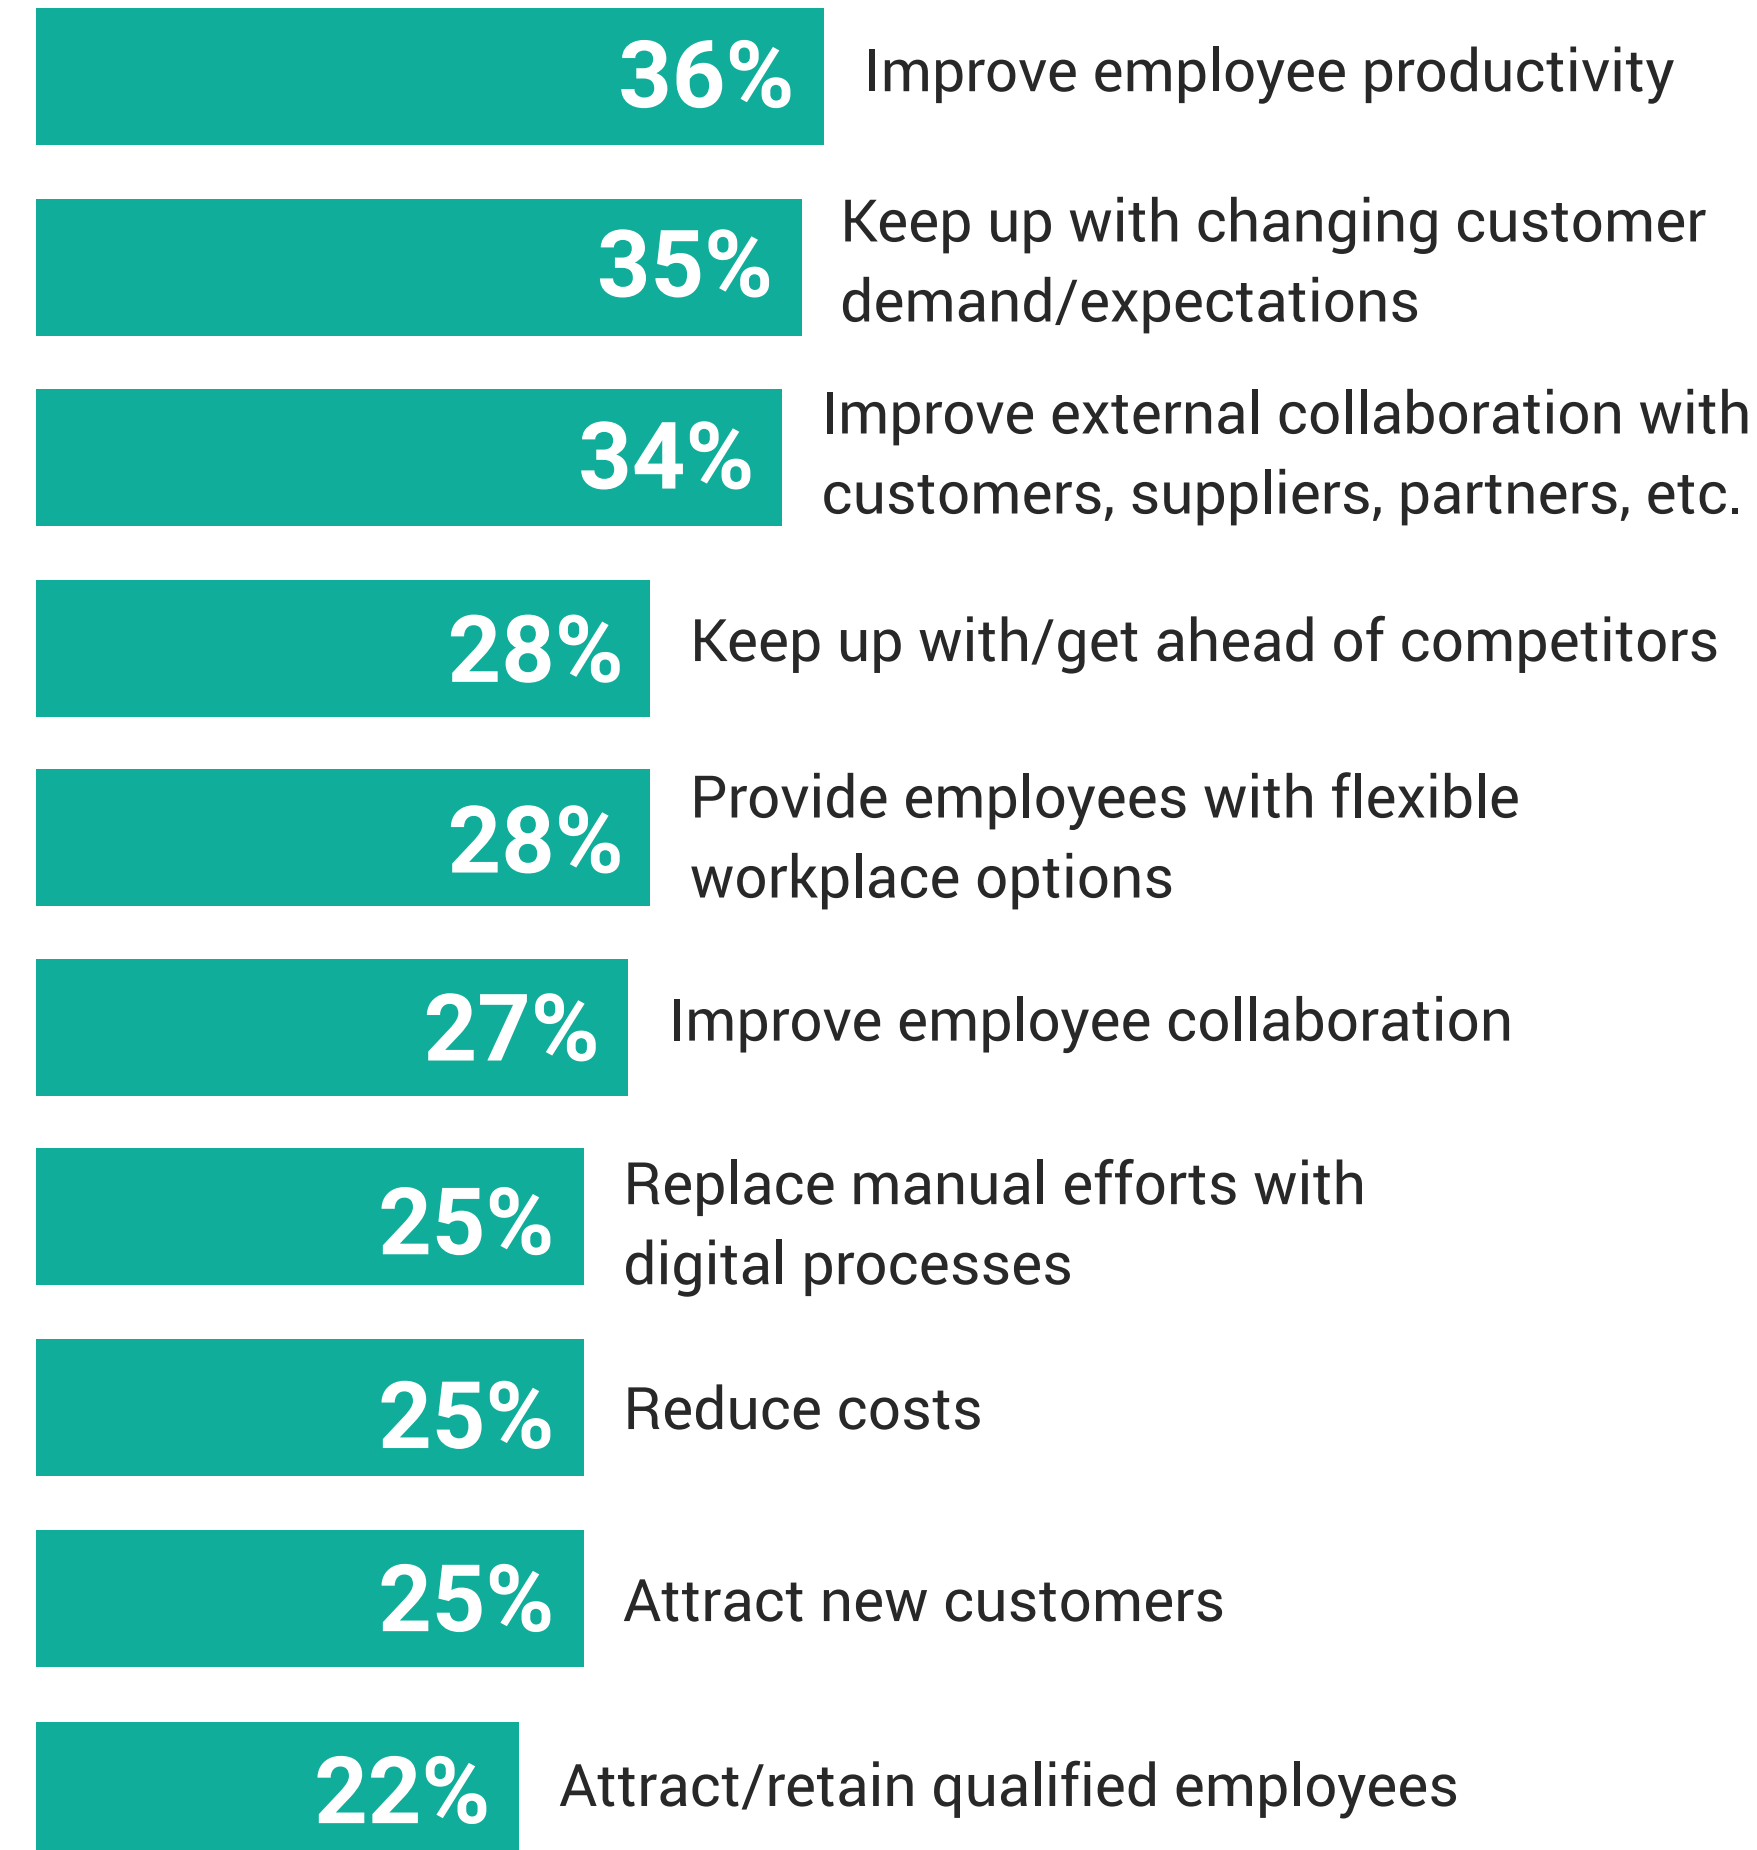 36% Improve employee productivity
35% Keep up with changing customer
demand/expectations
34% Improve external collaboration with
customers, suppliers, partners, etc.
28% Keep up with/get ahead of competitors
28% Provide employees with flexible
workplace options
27% Improve employee collaboration
25% Replace manual efforts with
digital processes
25% Reduce costs
25% Attract new customers
22% Attract/retain qualified employees